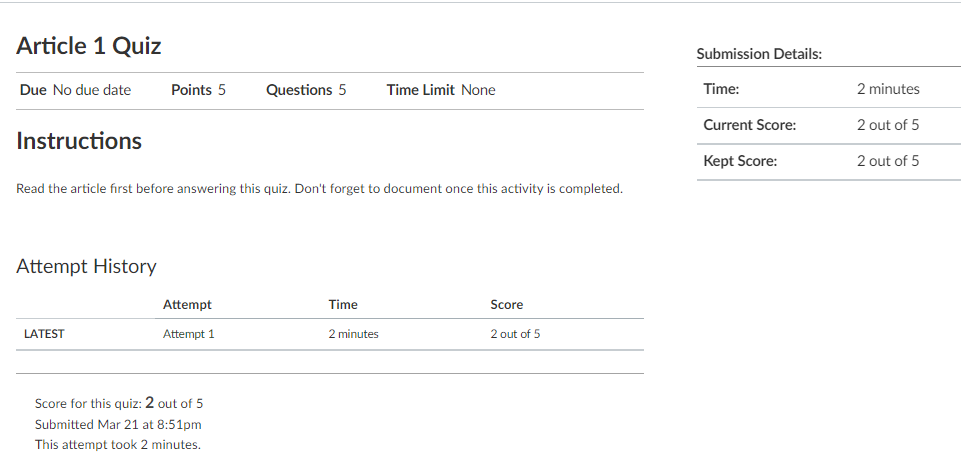 Article 1 Quiz
Due No due date Points 5 Questions 5 Time Limit None
Instructions
Read the article first before answering this quiz. Don't forget to document once this activity is completed.
Attempt History
Attempt Time Score
LATEST Attempt 1 2 minutes 2 out of 5
Score for this quiz: 2 out of 5
Submitted Mar 21 at 8:51pm
This attempt took 2 minutes.
Submission Details:
Time: 2 minutes
Current Score: 2 out of 5
Kept Score: 2 out of 5